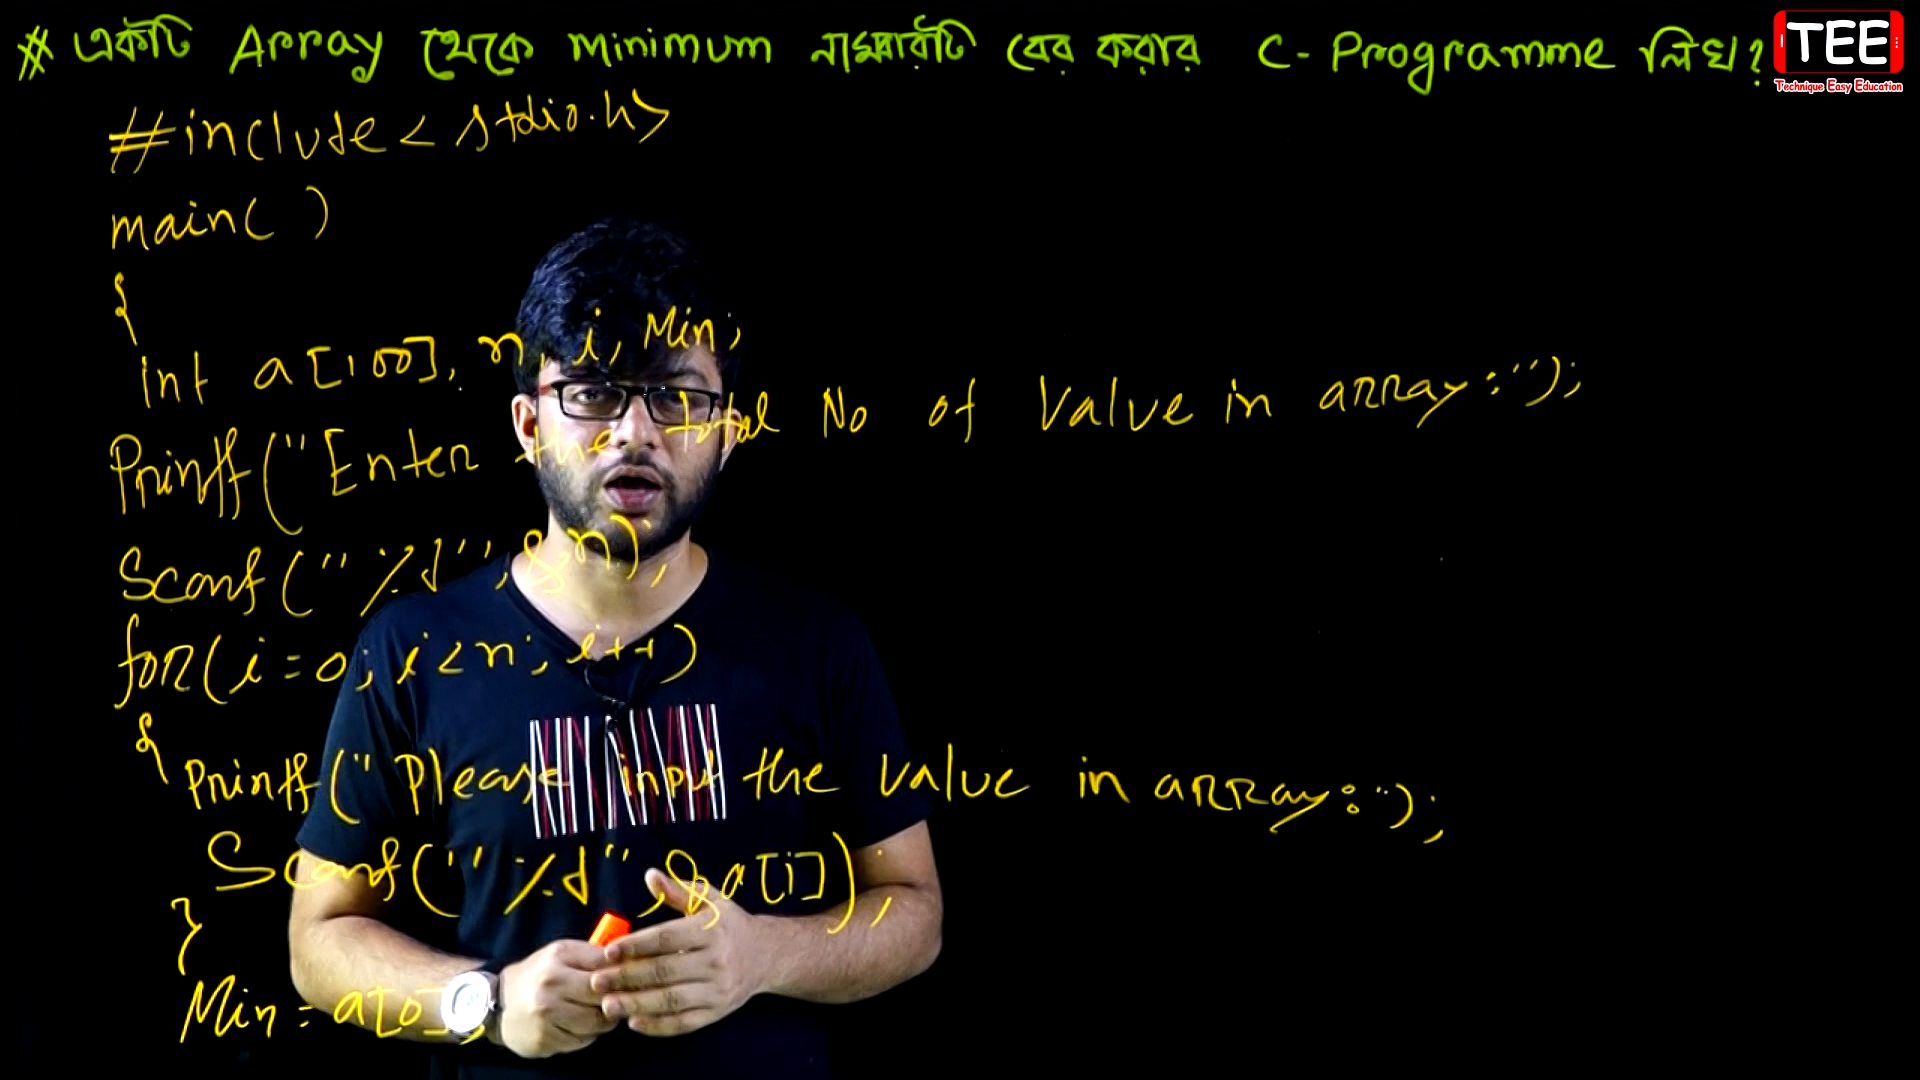 # একটি Array থেকে Minimum নাম্বারটি বের করার C-Programme লিখ?
TEE
Technique Easy Education
#include< stdio.h>
main( )
{
int a[100], n, i, Min;
Printf("Enter the total No of Value in array:");
Scanf("%d",&n);
for(i=0; i<n; i++)
{
Printf("Please input the value in array:");
Scanf("%d",&a[i]);
}
Min = a[0];